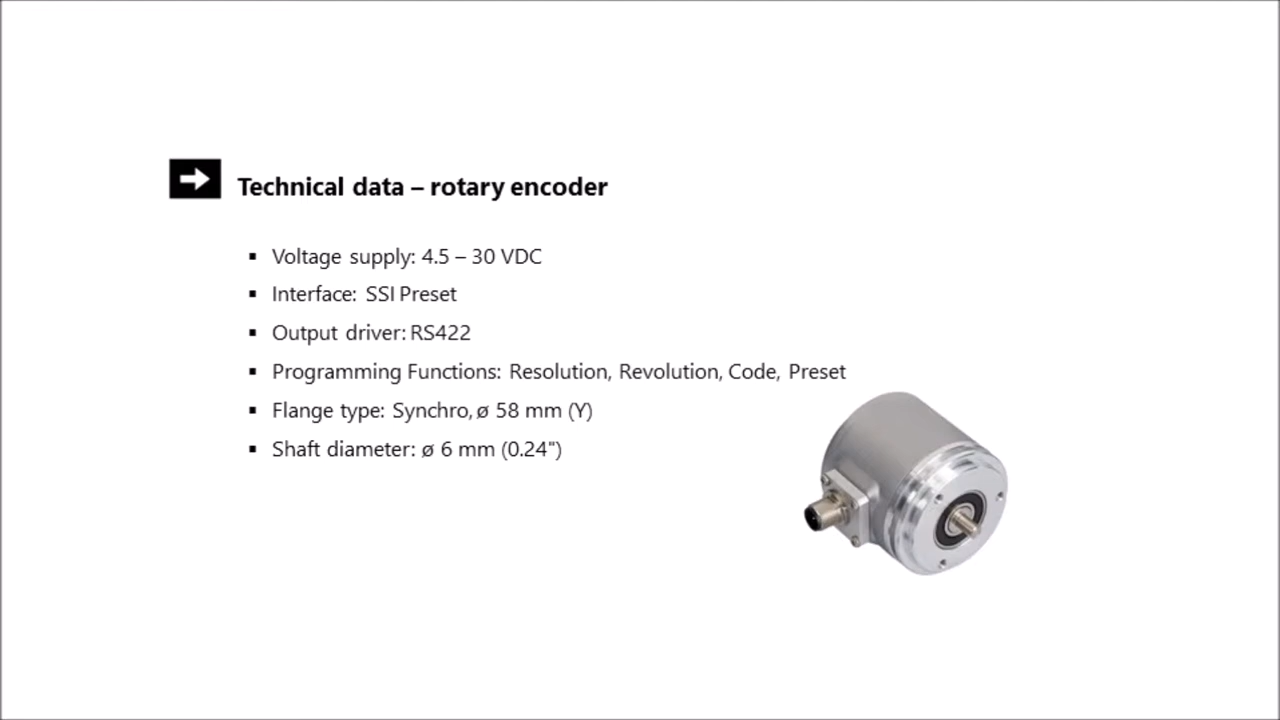 Technical data – rotary encoder
▪ Voltage supply: 4.5 – 30 VDC
▪ Interface: SSI Preset
▪ Output driver: RS422
▪ Programming Functions: Resolution, Revolution, Code, Preset
▪ Flange type: Synchro, ø 58 mm (Y)
▪ Shaft diameter: ø 6 mm (0.24")